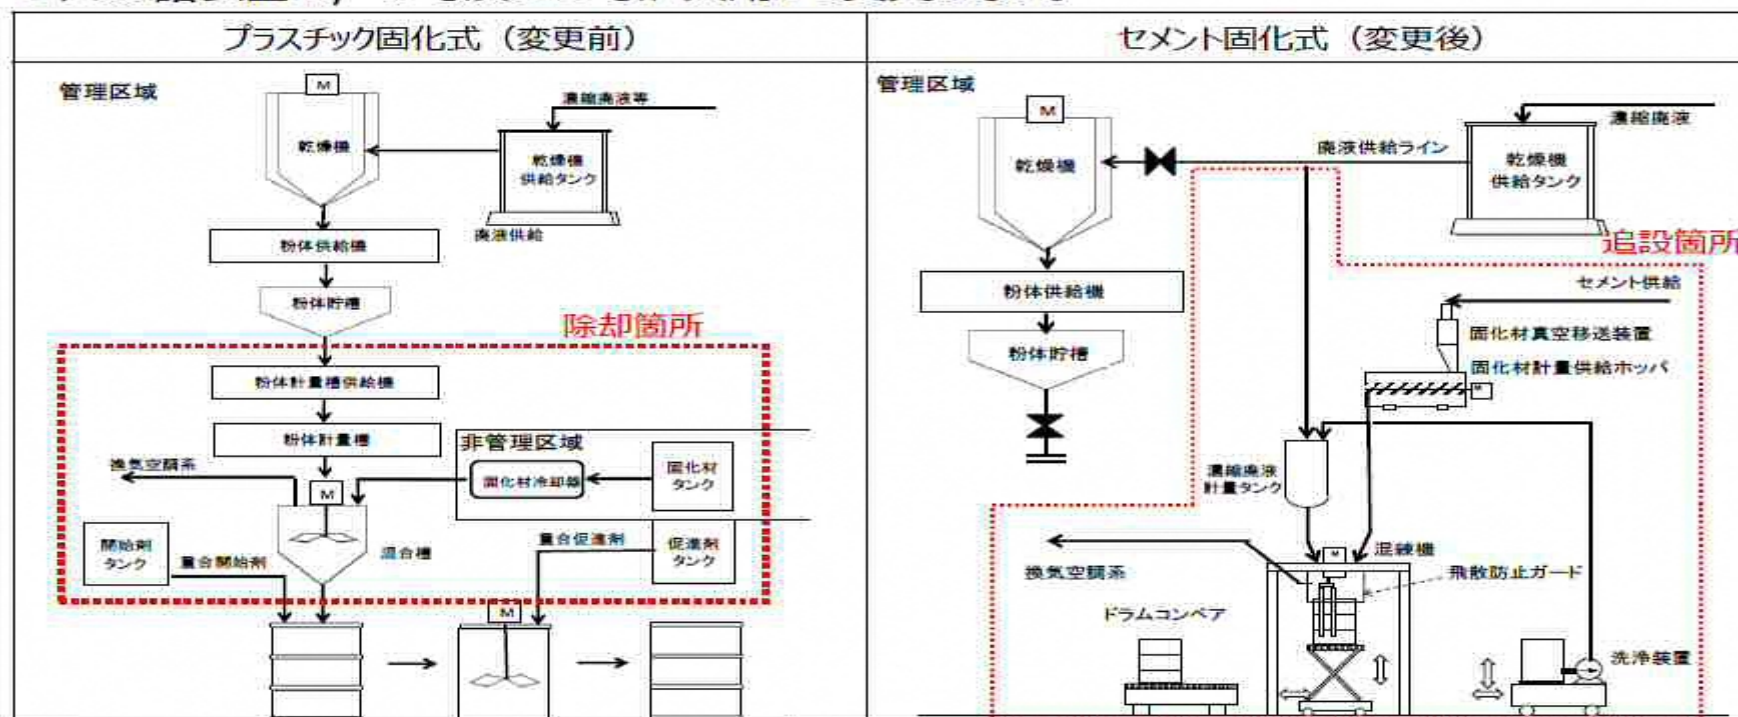 プラスチック固化式（変更前）
管理区域
M
濃縮廃液等
乾燥機
乾燥機
供給タンク
廃液供給
粉体供給機
粉体貯槽
除却箇所
粉体計量槽供給機
粉体計量槽
非管理区域
換気空調系
M
固化材冷却器
固化材
タンク
開始剤
タンク
重合開始剤
混合槽
重合促進剤
促進剤
タンク
M
セメント固化式（変更後）
管理区域
M
濃縮廃液
廃液供給ライン
乾燥機
乾燥機
供給タンク
追設箇所
セメント供給
粉体供給機
固化材真空移送装置
粉体貯槽
固化材計量供給ホッパ
M
濃縮廃液
計量タンク
M
混練機
換気空調系
飛散防止ガード
ドラムコンベア
洗浄装置